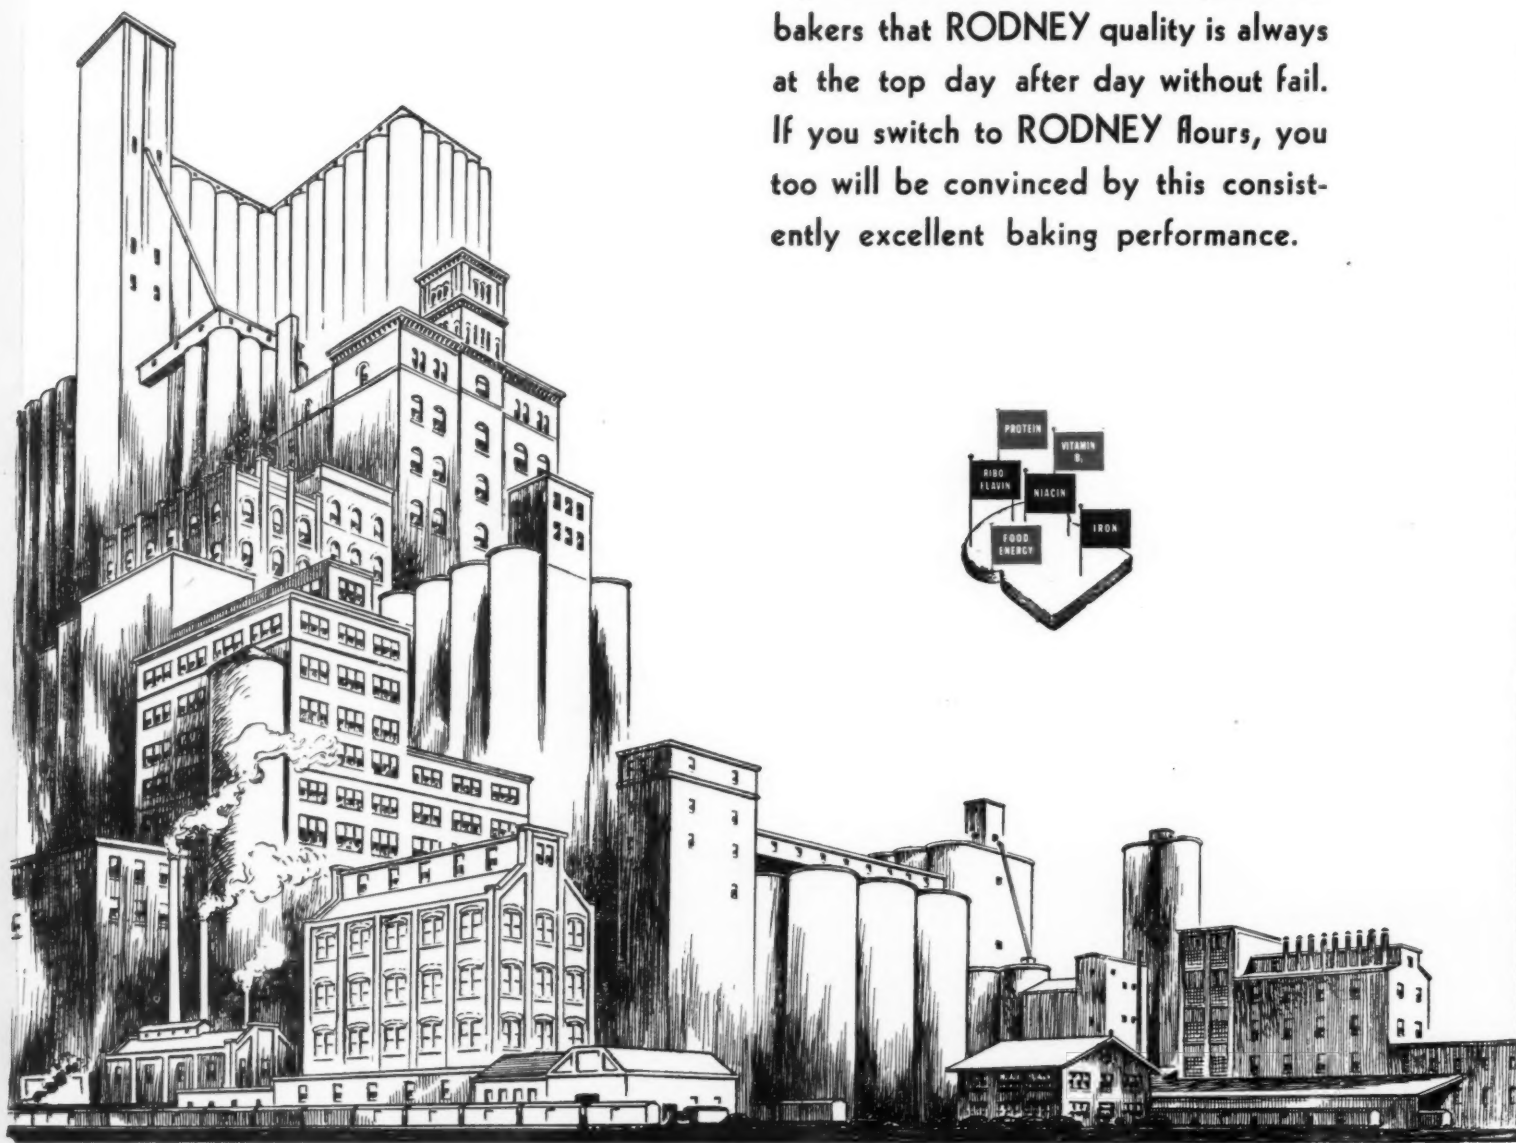 bakers that RODNEY quality is always
at the top day after day without fail.
If you switch to RODNEY flours, you
too will be convinced by this consist-
ently excellent baking performance.
PROTEIN
VITAMIN
B₁
RIBO
FLAVIN
NIACIN
IRON
FOOD
ENERGY